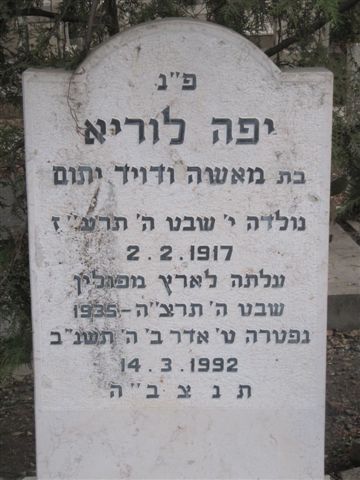 פ"נ
יפה לוריא
בת מאשה ודויד יתום
נולדה י' שבט ה' תרע"ז
2.2.1917
עלתה לארץ מפולין
שבט ה' תרצ"ה-1935
נפטרה ט' אדר ב' ה' תשנ"ב
14.3.1992
תנצב"ה